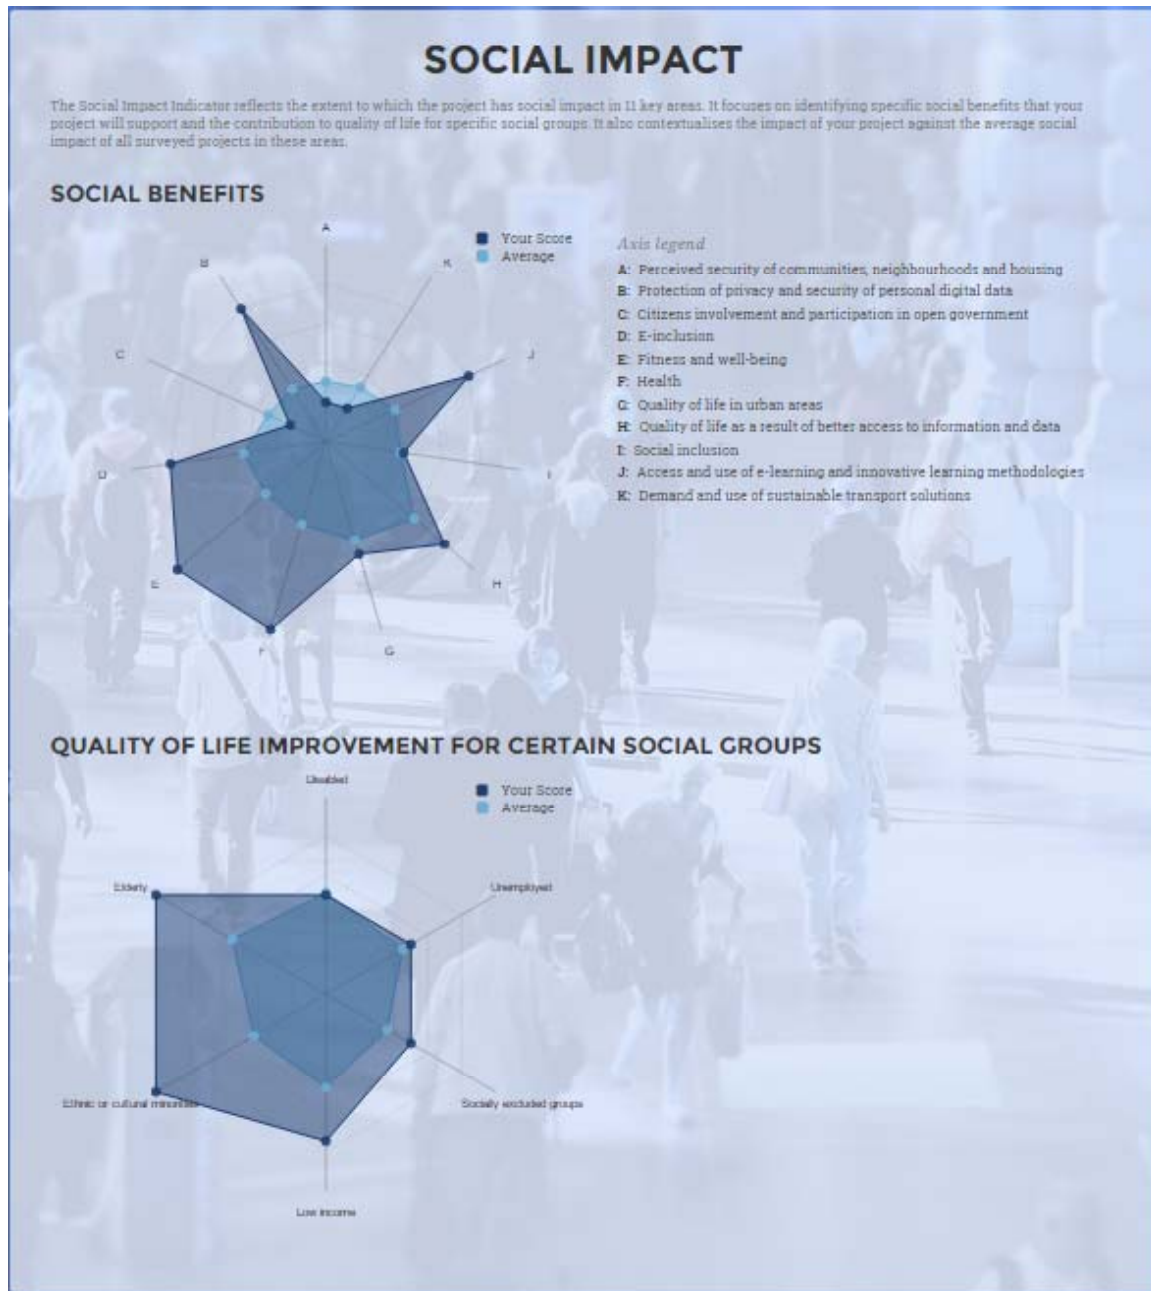 SOCIAL IMPACT
The Social Impact Indicator reflects the extent to which the project has social impact in 11 key areas. It focuses on identifying specific social benefits that your
project will support and the contribution to quality of life for specific social groups. It also contextualises the impact of your project against the average social
impact of all surveyed projects in these areas.
SOCIAL BENEFITS
A
B
K
C
J
D
I
E
H
F
G
Your Score
Average
Axis legend
A: Perceived security of communities, neighbourhoods and housing
B: Protection of privacy and security of personal digital data
C: Citizens involvement and participation in open government
D: E-inclusion
E: Fitness and well-being
F: Health
G: Quality of life in urban areas
H: Quality of life as a result of better access to information and data
I: Social inclusion
J: Access and use of e-learning and innovative learning methodologies
K: Demand and use of sustainable transport solutions
QUALITY OF LIFE IMPROVEMENT FOR CERTAIN SOCIAL GROUPS
Disabled
Your Score
Average
Elderly
Unemployed
Ethnic or cultural minorities
Socially excluded groups
Low income